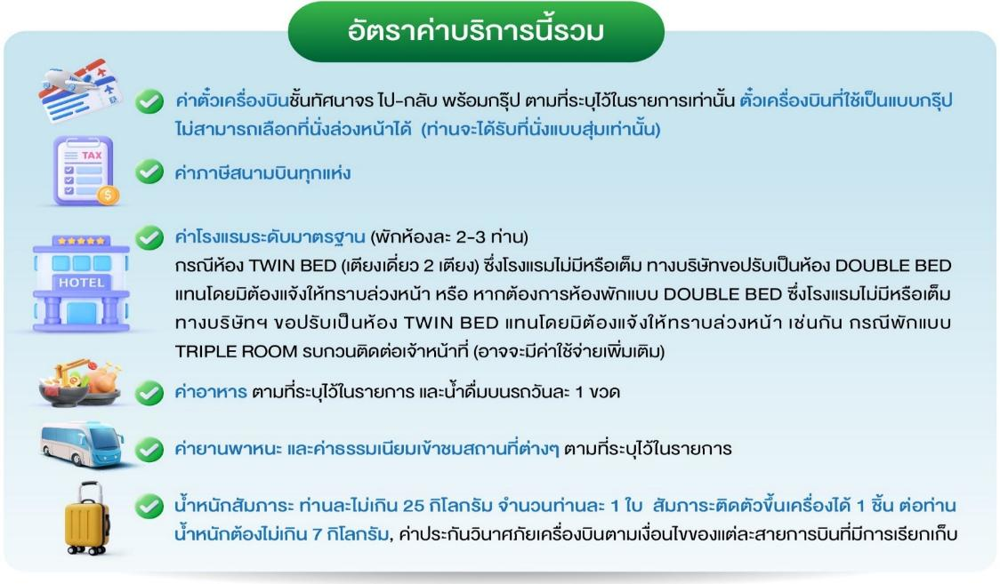 อัตราค่าบริการนี้รวม
ค่าตั๋วเครื่องบินชั้นทัศนาจร ไป-กลับ พร้อมกรุ๊ป ตามที่ระบุไว้ในรายการเท่านั้น ตั๋วเครื่องบินที่ใช้เป็นแบบกรุ๊ป
ไม่สามารถเลือกที่นั่งล่วงหน้าได้ (ท่านจะได้รับที่นั่งแบบสุ่มเท่านั้น)
TAX
ค่าภาษีสนามบินทุกแห่ง
ค่าโรงแรมระดับมาตรฐาน (พักห้องละ 2-3 ท่าน)
กรณีห้อง TWIN BED (เตียงเดี่ยว 2 เตียง) ซึ่งโรงแรมไม่มีหรือเต็ม ทางบริษัทขอปรับเป็นห้อง DOUBLE BED
HOTEL
แทนโดยมิต้องแจ้งให้ทราบล่วงหน้า หรือ หากต้องการห้องพักแบบ DOUBLE BED ซึ่งโรงแรมไม่มีหรือเต็ม
ทางบริษัทฯ ขอปรับเป็นห้อง TWIN BED แทนโดยมิต้องแจ้งให้ทราบล่วงหน้า เช่นกัน กรณีพักแบบ
TRIPLE ROOM รบกวนติดต่อเจ้าหน้าที่ (อาจจะมีค่าใช้จ่ายเพิ่มเติม)
ค่าอาหาร ตามที่ระบุไว้ในรายการ และน้ำดื่มบนรถวันละ 1 ขวด
ค่ายานพาหนะ และค่าธรรมเนียมเข้าชมสถานที่ต่างๆ ตามที่ระบุไว้ในรายการ
น้ำหนักสัมภาระ ท่านละไม่เกิน 25 กิโลกรัม จำนวนท่านละ 1 ใบ สัมภาระติดตัวขึ้นเครื่องได้ 1 ชิ้น ต่อท่าน
น้ำหนักต้องไม่เกิน 7 กิโลกรัม, ค่าประกันวินาศภัยเครื่องบินตามเงื่อนไขของแต่ละสายการบินที่มีการเรียกเก็บ